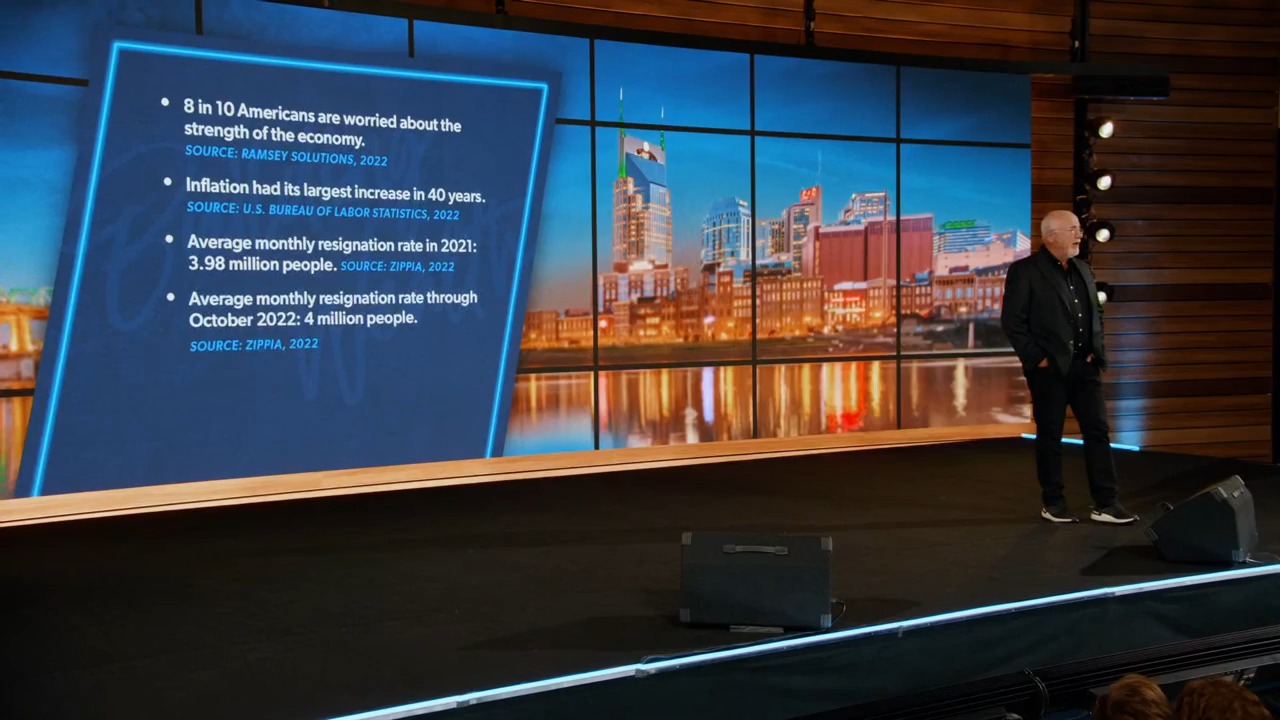 8 in 10 Americans are worried about the
strength of the economy.
SOURCE: RAMSEY SOLUTIONS, 2022
Inflation had its largest increase in 40 years.
SOURCE: U.S. BUREAU OF LABOR STATISTICS, 2022
Average monthly resignation rate in 2021:
3.98 million people. SOURCE: ZIPPIA, 2022
Average monthly resignation rate through
October 2022: 4 million people.
SOURCE: ZIPPIA, 2022